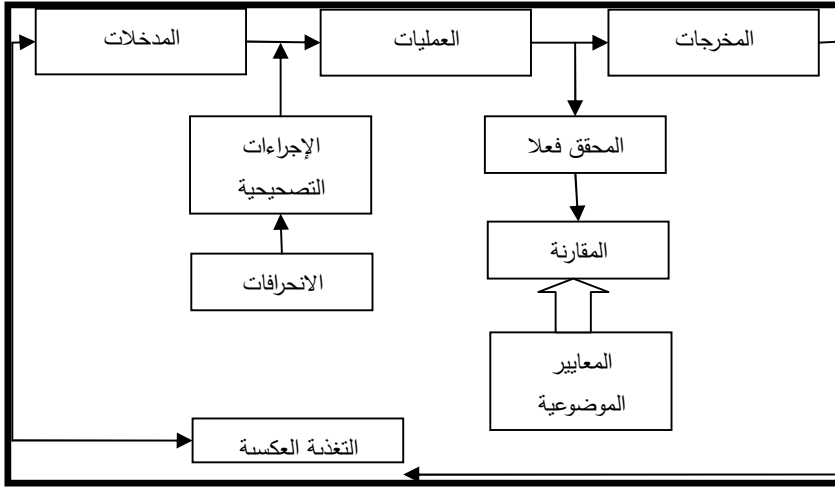 المدخلات
العمليات
المخرجات
الإجراءات
التصحيحية
المحقق فعلا
المقارنة
الانحرافات
المعايير
الموضوعية
التغذية العكسية